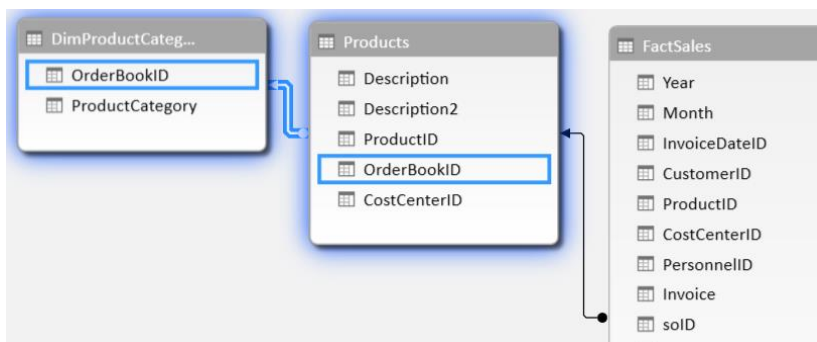 DimProductCateg...
OrderBookID
ProductCategory
Products
Description
Description2
ProductID
OrderBookID
CostCenterID
FactSales
Year
Month
InvoiceDateID
CustomerID
ProductID
CostCenterID
PersonnelID
Invoice
soID